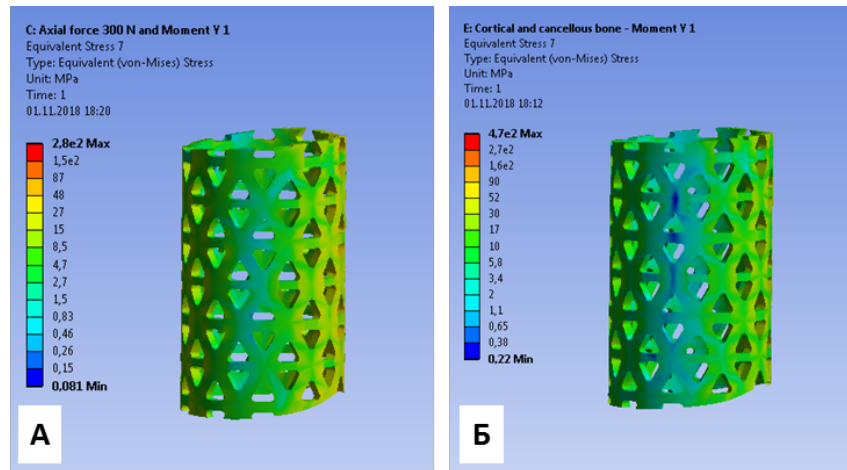 C: Axial force 300 N and Moment Y 1
Equivalent Stress 7
Type: Equivalent (von-Mises) Stress
Unit: MPa
Time: 1
01.11.2018 18:20
2,8e2 Max
1,5e2
87
48
27
15
8,5
4,7
2,7
1,5
0,83
0,46
0,26
0,15
0,081 Min
А
E: Cortical and cancellous bone - Moment Y 1
Equivalent Stress 7
Type: Equivalent (von-Mises) Stress
Unit: MPa
Time: 1
01.11.2018 18:12
4,7e2 Max
2,7e2
1,6e2
90
52
30
17
10
5,8
3,4
2
1,1
0,65
0,38
0,22 Min
Б